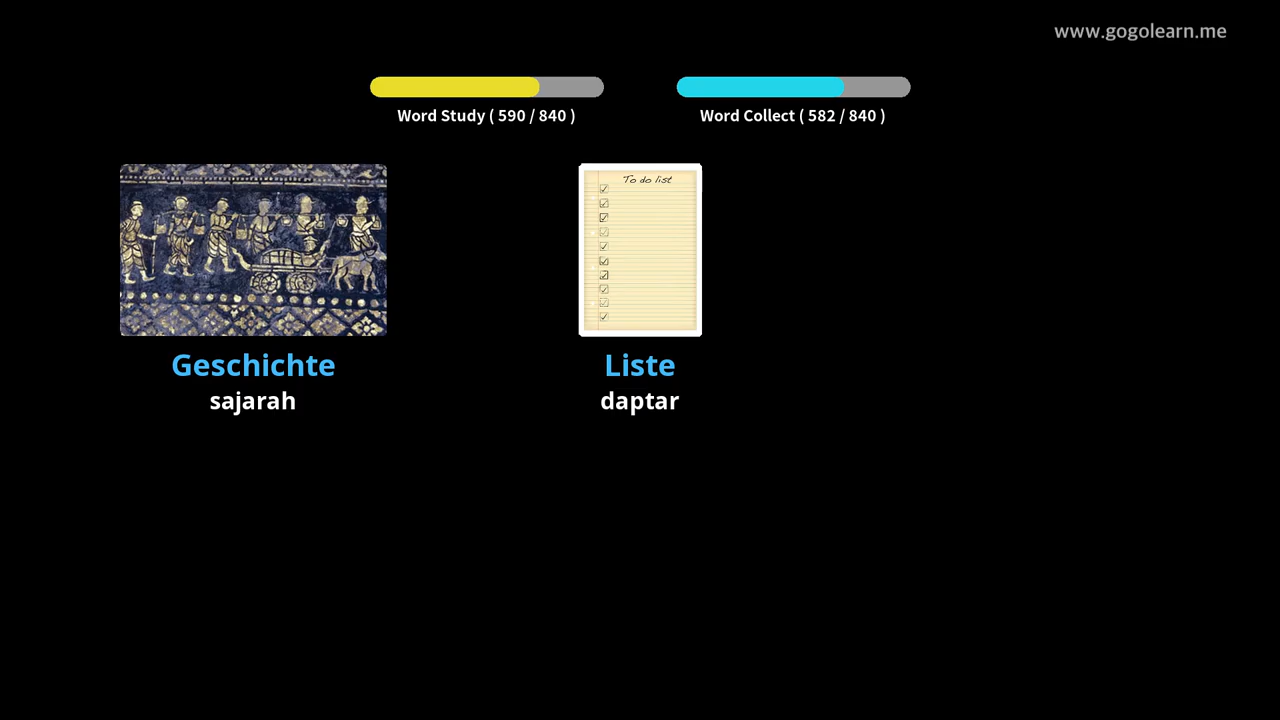 www.gogolearn.me
Word Study ( 590 / 840 )
Word Collect ( 582 / 840 )
To do list
Geschichte
sajarah
Liste
daptar